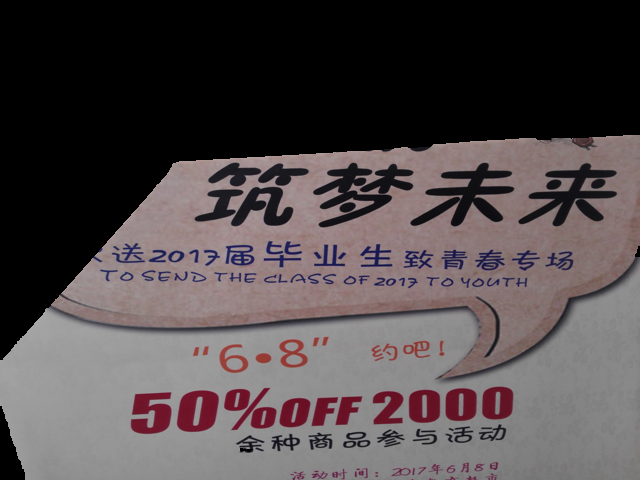 筑梦未来
送2017届毕业生致青春专场
TO SEND THE CLASS OF 2017 TO YOUTH
“6•8” 约吧!
50%OFF 2000
余种商品参与活动
活动时间：2017年6月8日